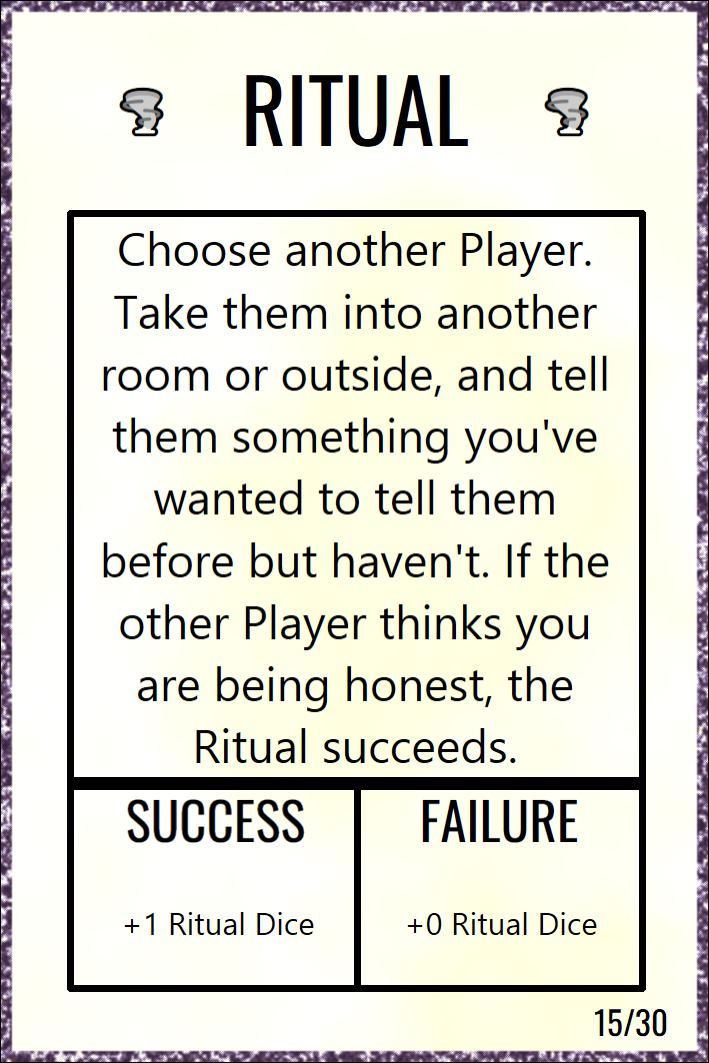 RITUAL
Choose another Player.
Take them into another
room or outside, and tell
them something you've
wanted to tell them
before but haven't. If the
other Player thinks you
are being honest, the
Ritual succeeds.
SUCCESS
+1 Ritual Dice
FAILURE
+0 Ritual Dice
15/30